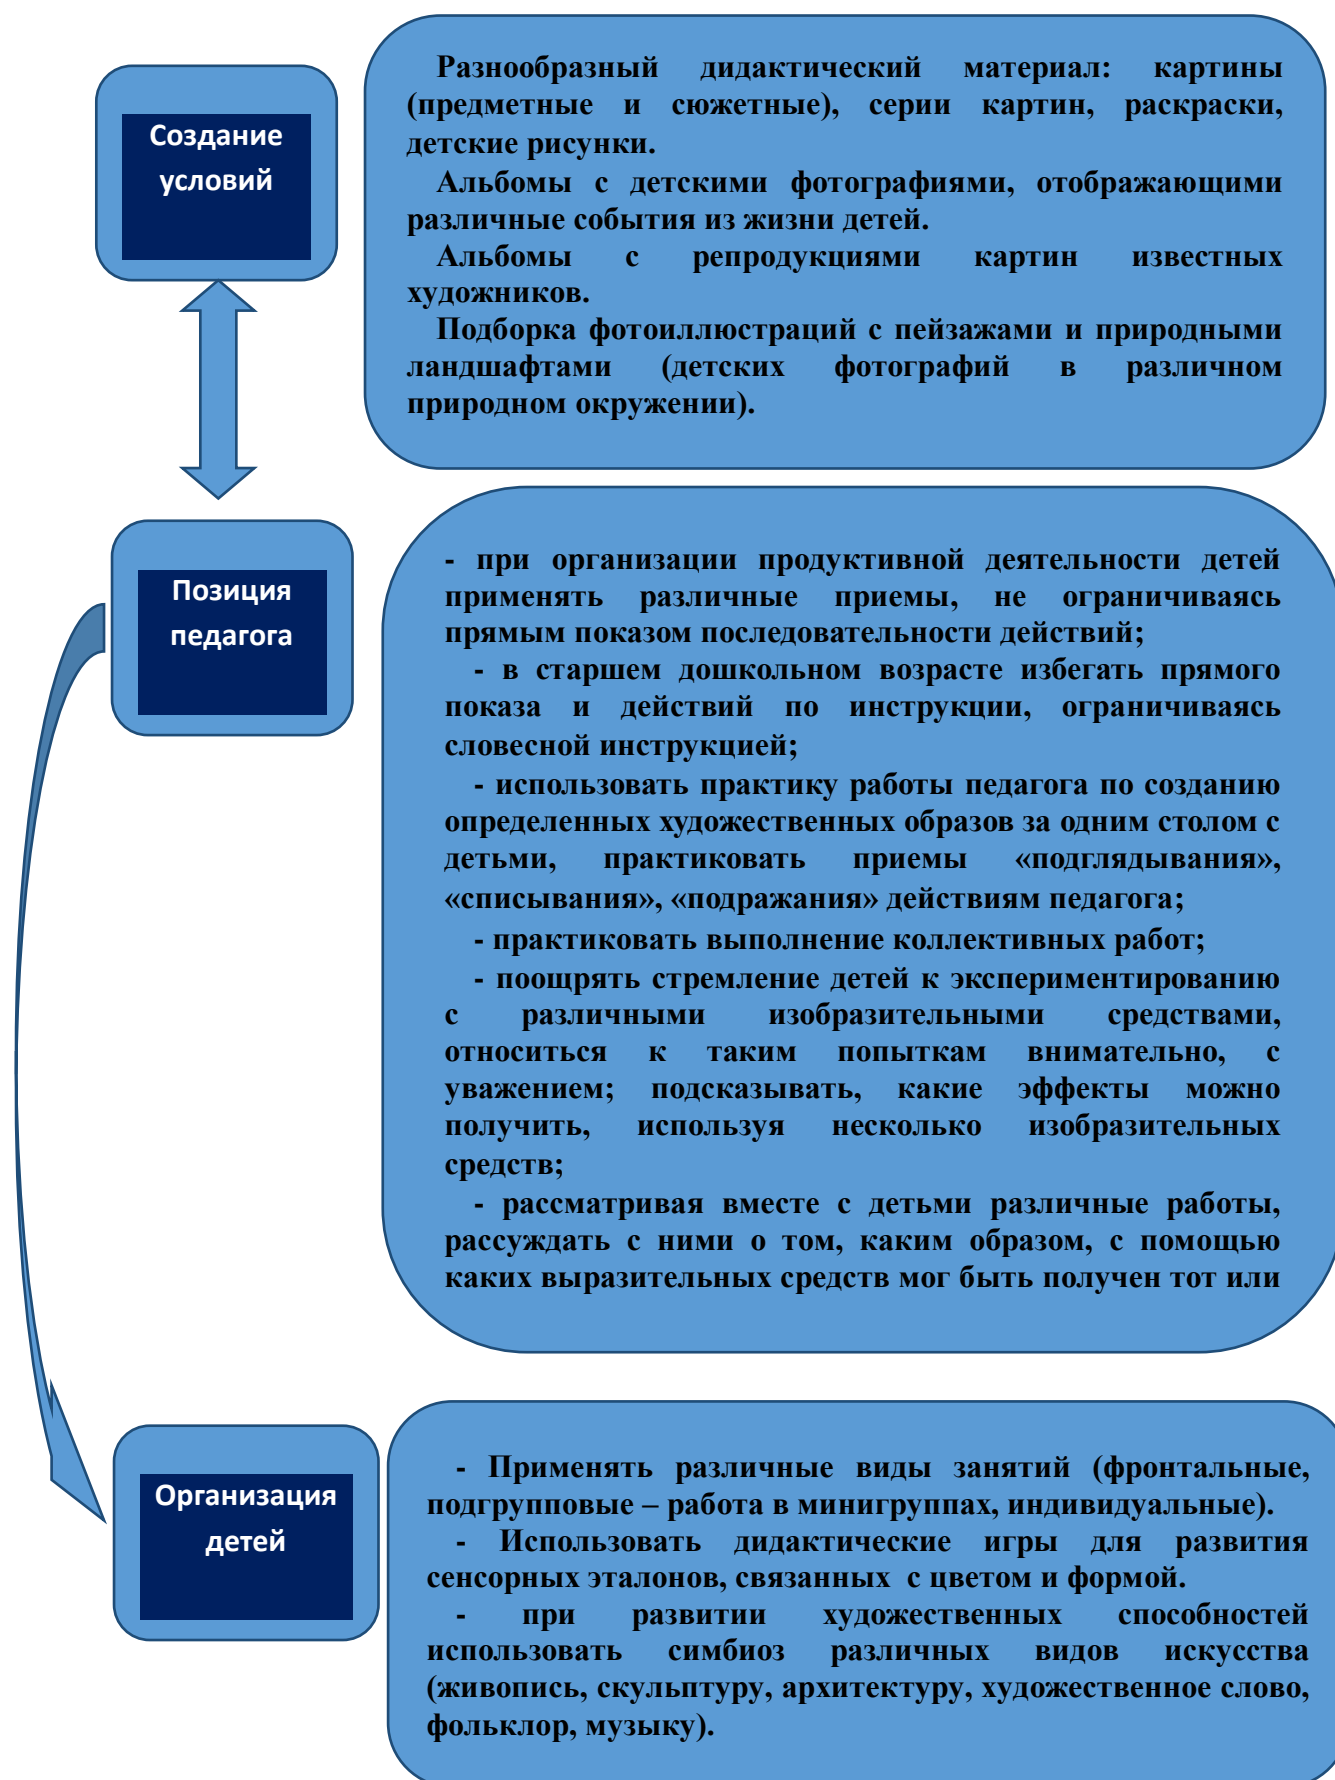 Создание
условий
Разнообразный дидактический материал: картины
(предметные и сюжетные), серии картин, раскраски,
детские рисунки.
Альбомы с детскими фотографиями, отображающими
различные события из жизни детей.
Альбомы с репродукциями картин известных
художников.
Подборка фотоиллюстраций с пейзажами и природными
ландшафтами (детских фотографий в различном
природном окружении).
Позиция
педагога
- при организации продуктивной деятельности детей
применять различные приемы, не ограничиваясь
прямым показом последовательности действий;
- в старшем дошкольном возрасте избегать прямого
показа и действий по инструкции, ограничиваясь
словесной инструкцией;
- использовать практику работы педагога по созданию
определенных художественных образов за одним столом с
детьми, практиковать приемы «подглядывания»,
«списывания», «подражания» действиям педагога;
- практиковать выполнение коллективных работ;
- поощрять стремление детей к экспериментированию
с различными изобразительными средствами,
относиться к таким попыткам внимательно, с
уважением; подсказывать, какие эффекты можно
получить, используя несколько изобразительных
средств;
- рассматривая вместе с детьми различные работы,
рассуждать с ними о том, каким образом, с помощью
каких выразительных средств мог быть получен тот или
Организация
детей
- Применять различные виды занятий (фронтальные,
подгрупповые – работа в минигруппах, индивидуальные).
- Использовать дидактические игры для развития
сенсорных эталонов, связанных с цветом и формой.
- при развитии художественных способностей
использовать симбиоз различных видов искусства
(живопись, скульптуру, архитектуру, художественное слово,
фольклор, музыку).